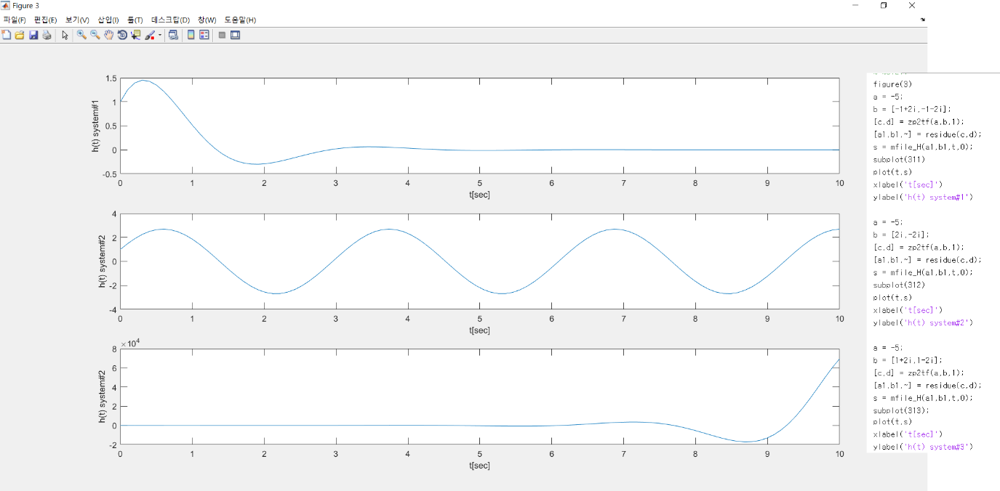 Figure 3
파일(F) 편집(E) 보기(V) 삽입(I) 툴(T) 데스크탑(D) 창(W) 도움말(H)
1.5
1
0.5
0
-0.5
h(t) system#1
0 1 2 3 4 5 6 7 8 9 10
t[sec]
4
2
0
-2
-4
h(t) system#2
0 1 2 3 4 5 6 7 8 9 10
t[sec]
×10⁴
8
6
4
2
0
-2
h(t) system#2
0 1 2 3 4 5 6 7 8 9 10
t[sec]
figure(3)
a = -5;
b = [-1+2i,-1-2i];
[c,d] = zp2tf(a,b,1);
[a1,b1,~] = residue(c,d);
s = mfile_H(a1,b1,t,0);
subplot(311)
plot(t,s)
xlabel('t[sec]')
ylabel('h(t) system#1')
a = -5;
b = [2i,-2i];
[c,d] = zp2tf(a,b,1);
[a1,b1,~] = residue(c,d);
s = mfile_H(a1,b1,t,0);
subplot(312)
plot(t,s)
xlabel('t[sec]')
ylabel('h(t) system#2')
a = -5;
b = [1+2i,1-2i];
[c,d] = zp2tf(a,b,1);
[a1,b1,~] = residue(c,d);
s = mfile_H(a1,b1,t,0);
subplot(313);
plot(t,s)
xlabel('t[sec]')
ylabel('h(t) system#3')